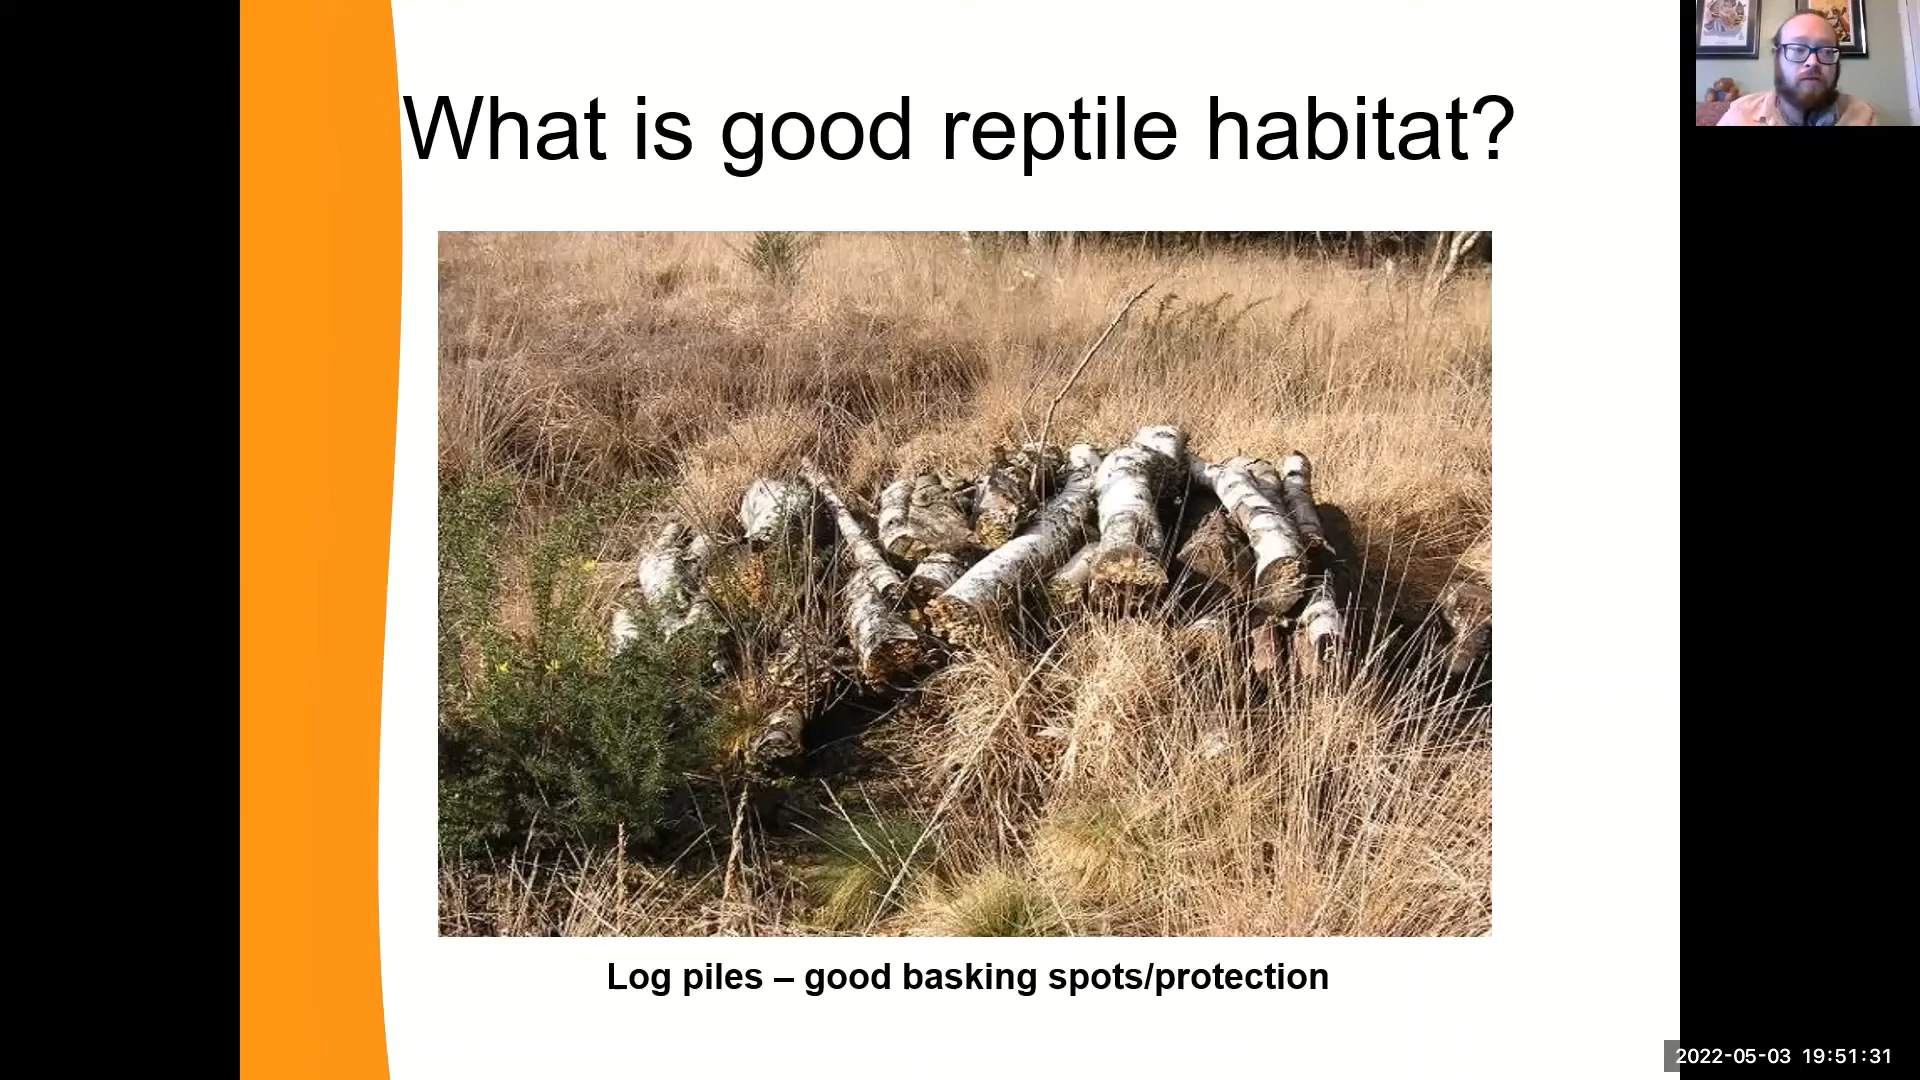 What is good reptile habitat?
Log piles – good basking spots/protection
2022-05-03 19:51:31